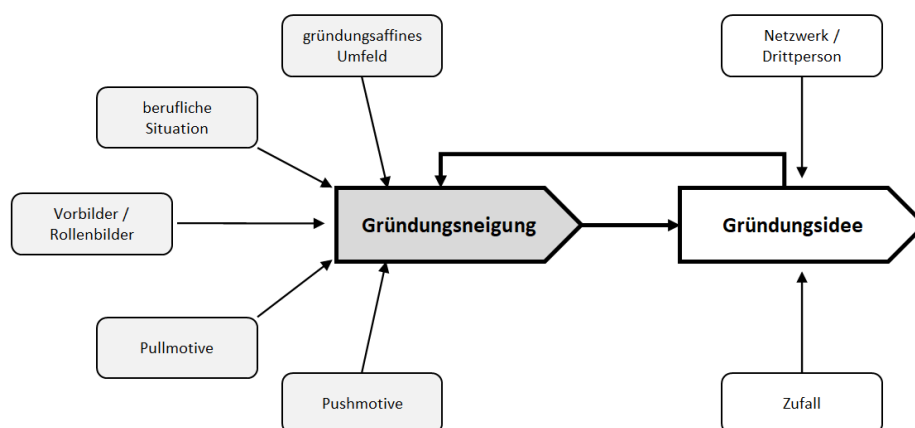 gründungsaffines
Umfeld
Netzwerk /
Drittperson
berufliche
Situation
Vorbilder /
Rollenbilder
Gründungsneigung
Gründungsidee
Pullmotive
Pushmotive
Zufall